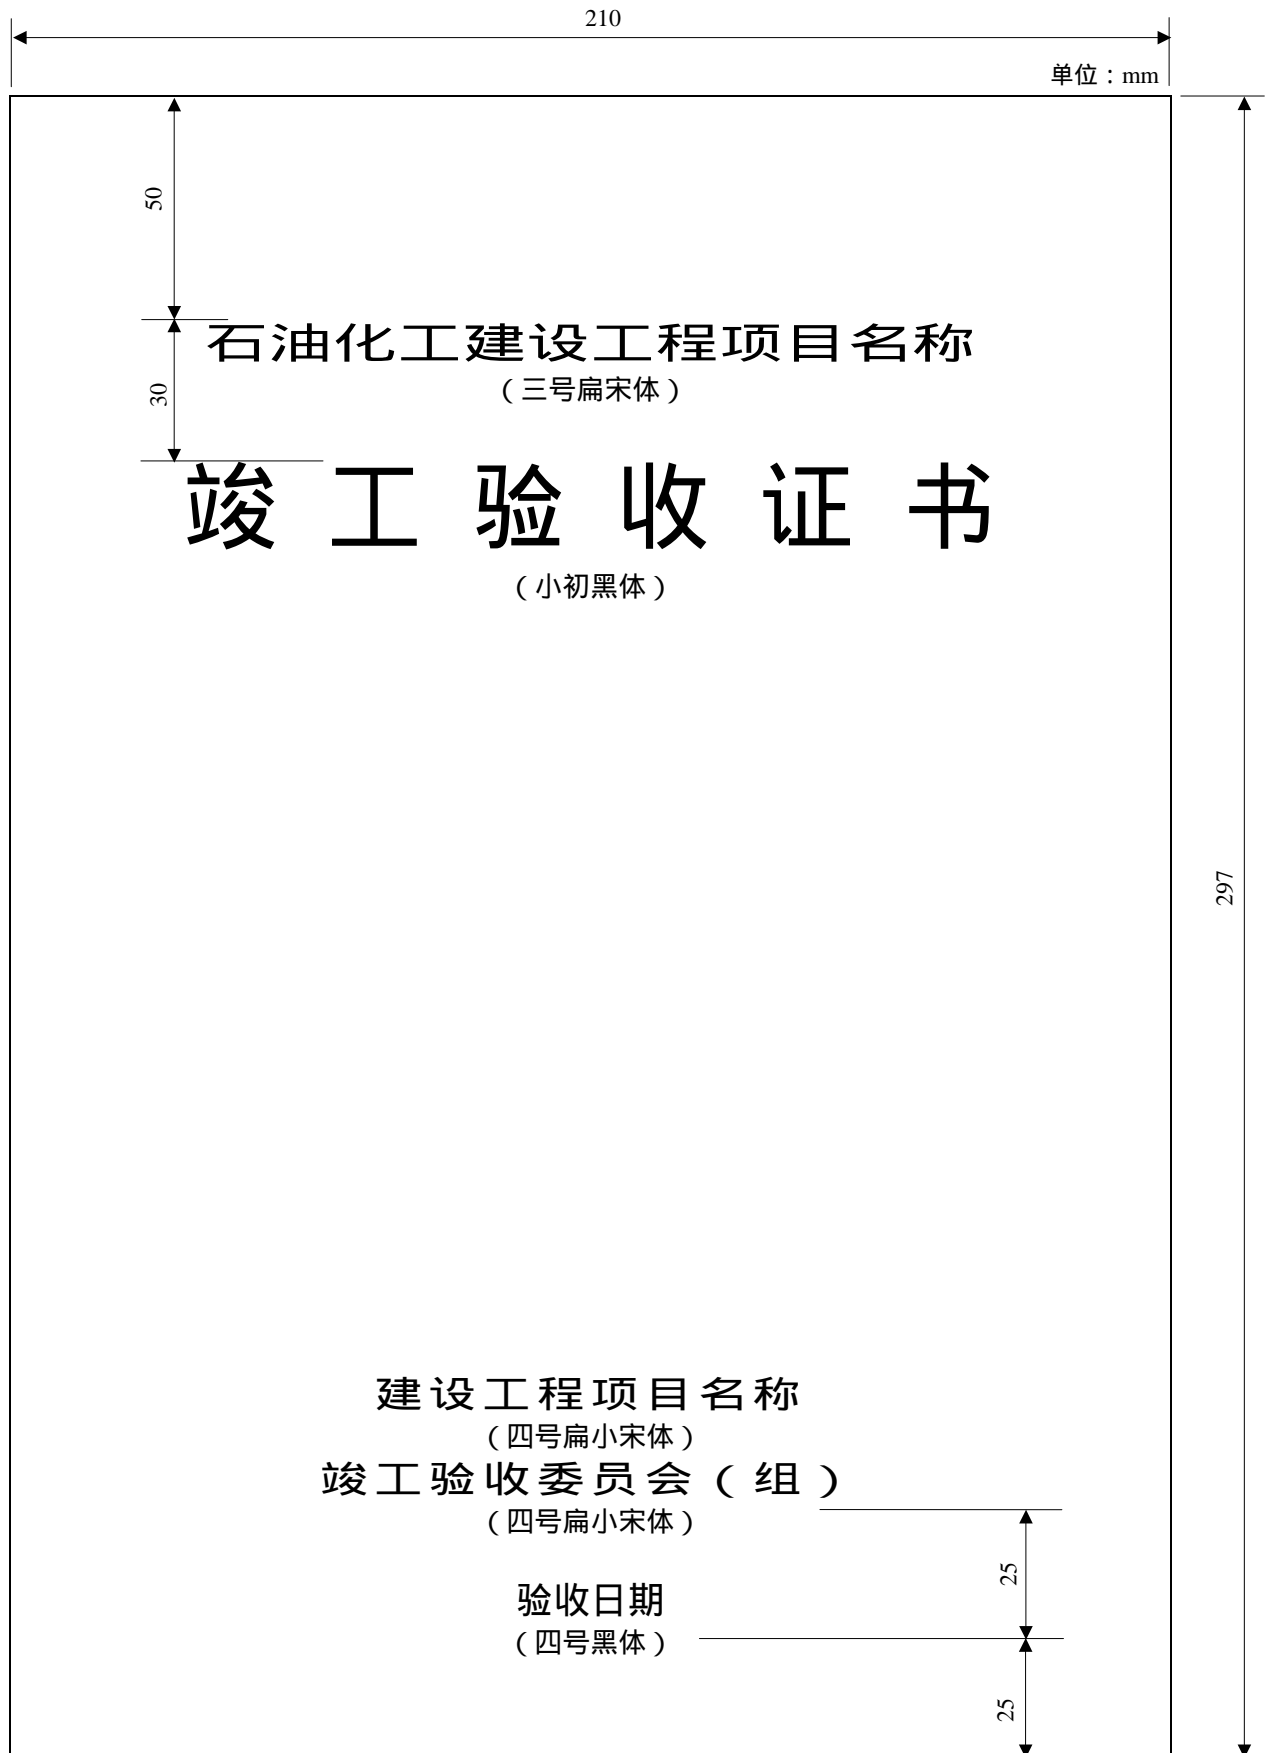 210
单位：mm
50
石油化工建设工程项目名称
（三号扁宋体）
30
竣工验收证书
（小初黑体）
297
建设工程项目名称
（四号扁小宋体）
竣工验收委员会（组）
（四号扁小宋体）
25
验收日期
（四号黑体）
25